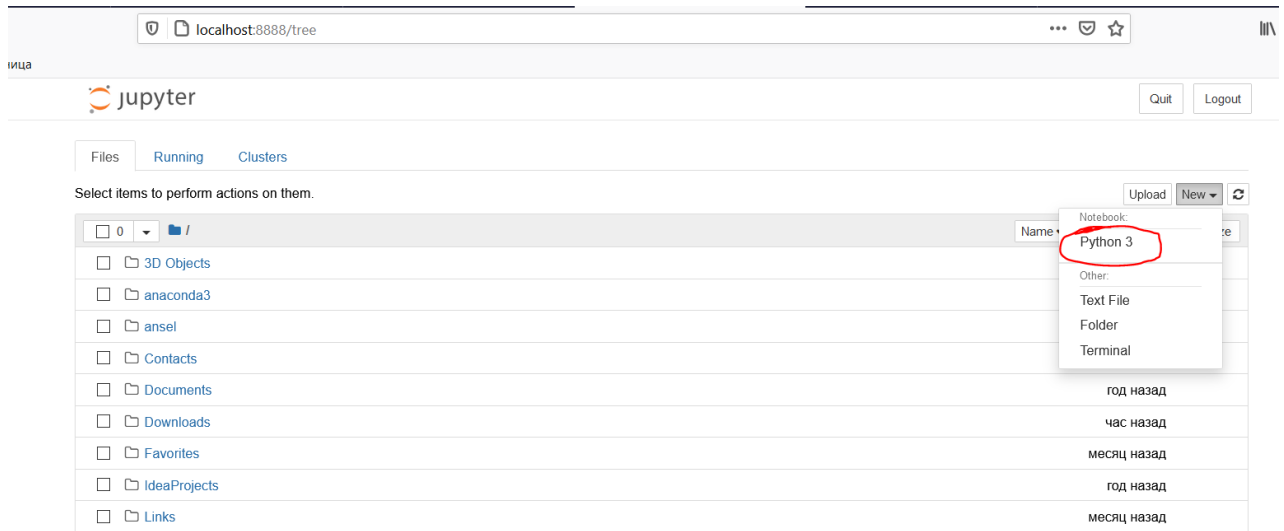 localhost:8888/tree
ница
jupyter
Quit Logout
Files Running Clusters
Select items to perform actions on them.
Upload New
0 /
Name
Notebook:
Python 3
Other:
Text File
Folder
Terminal
3D Objects
anaconda3
ansel
Contacts
Documents год назад
Downloads час назад
Favorites месяц назад
IdeaProjects год назад
Links месяц назад